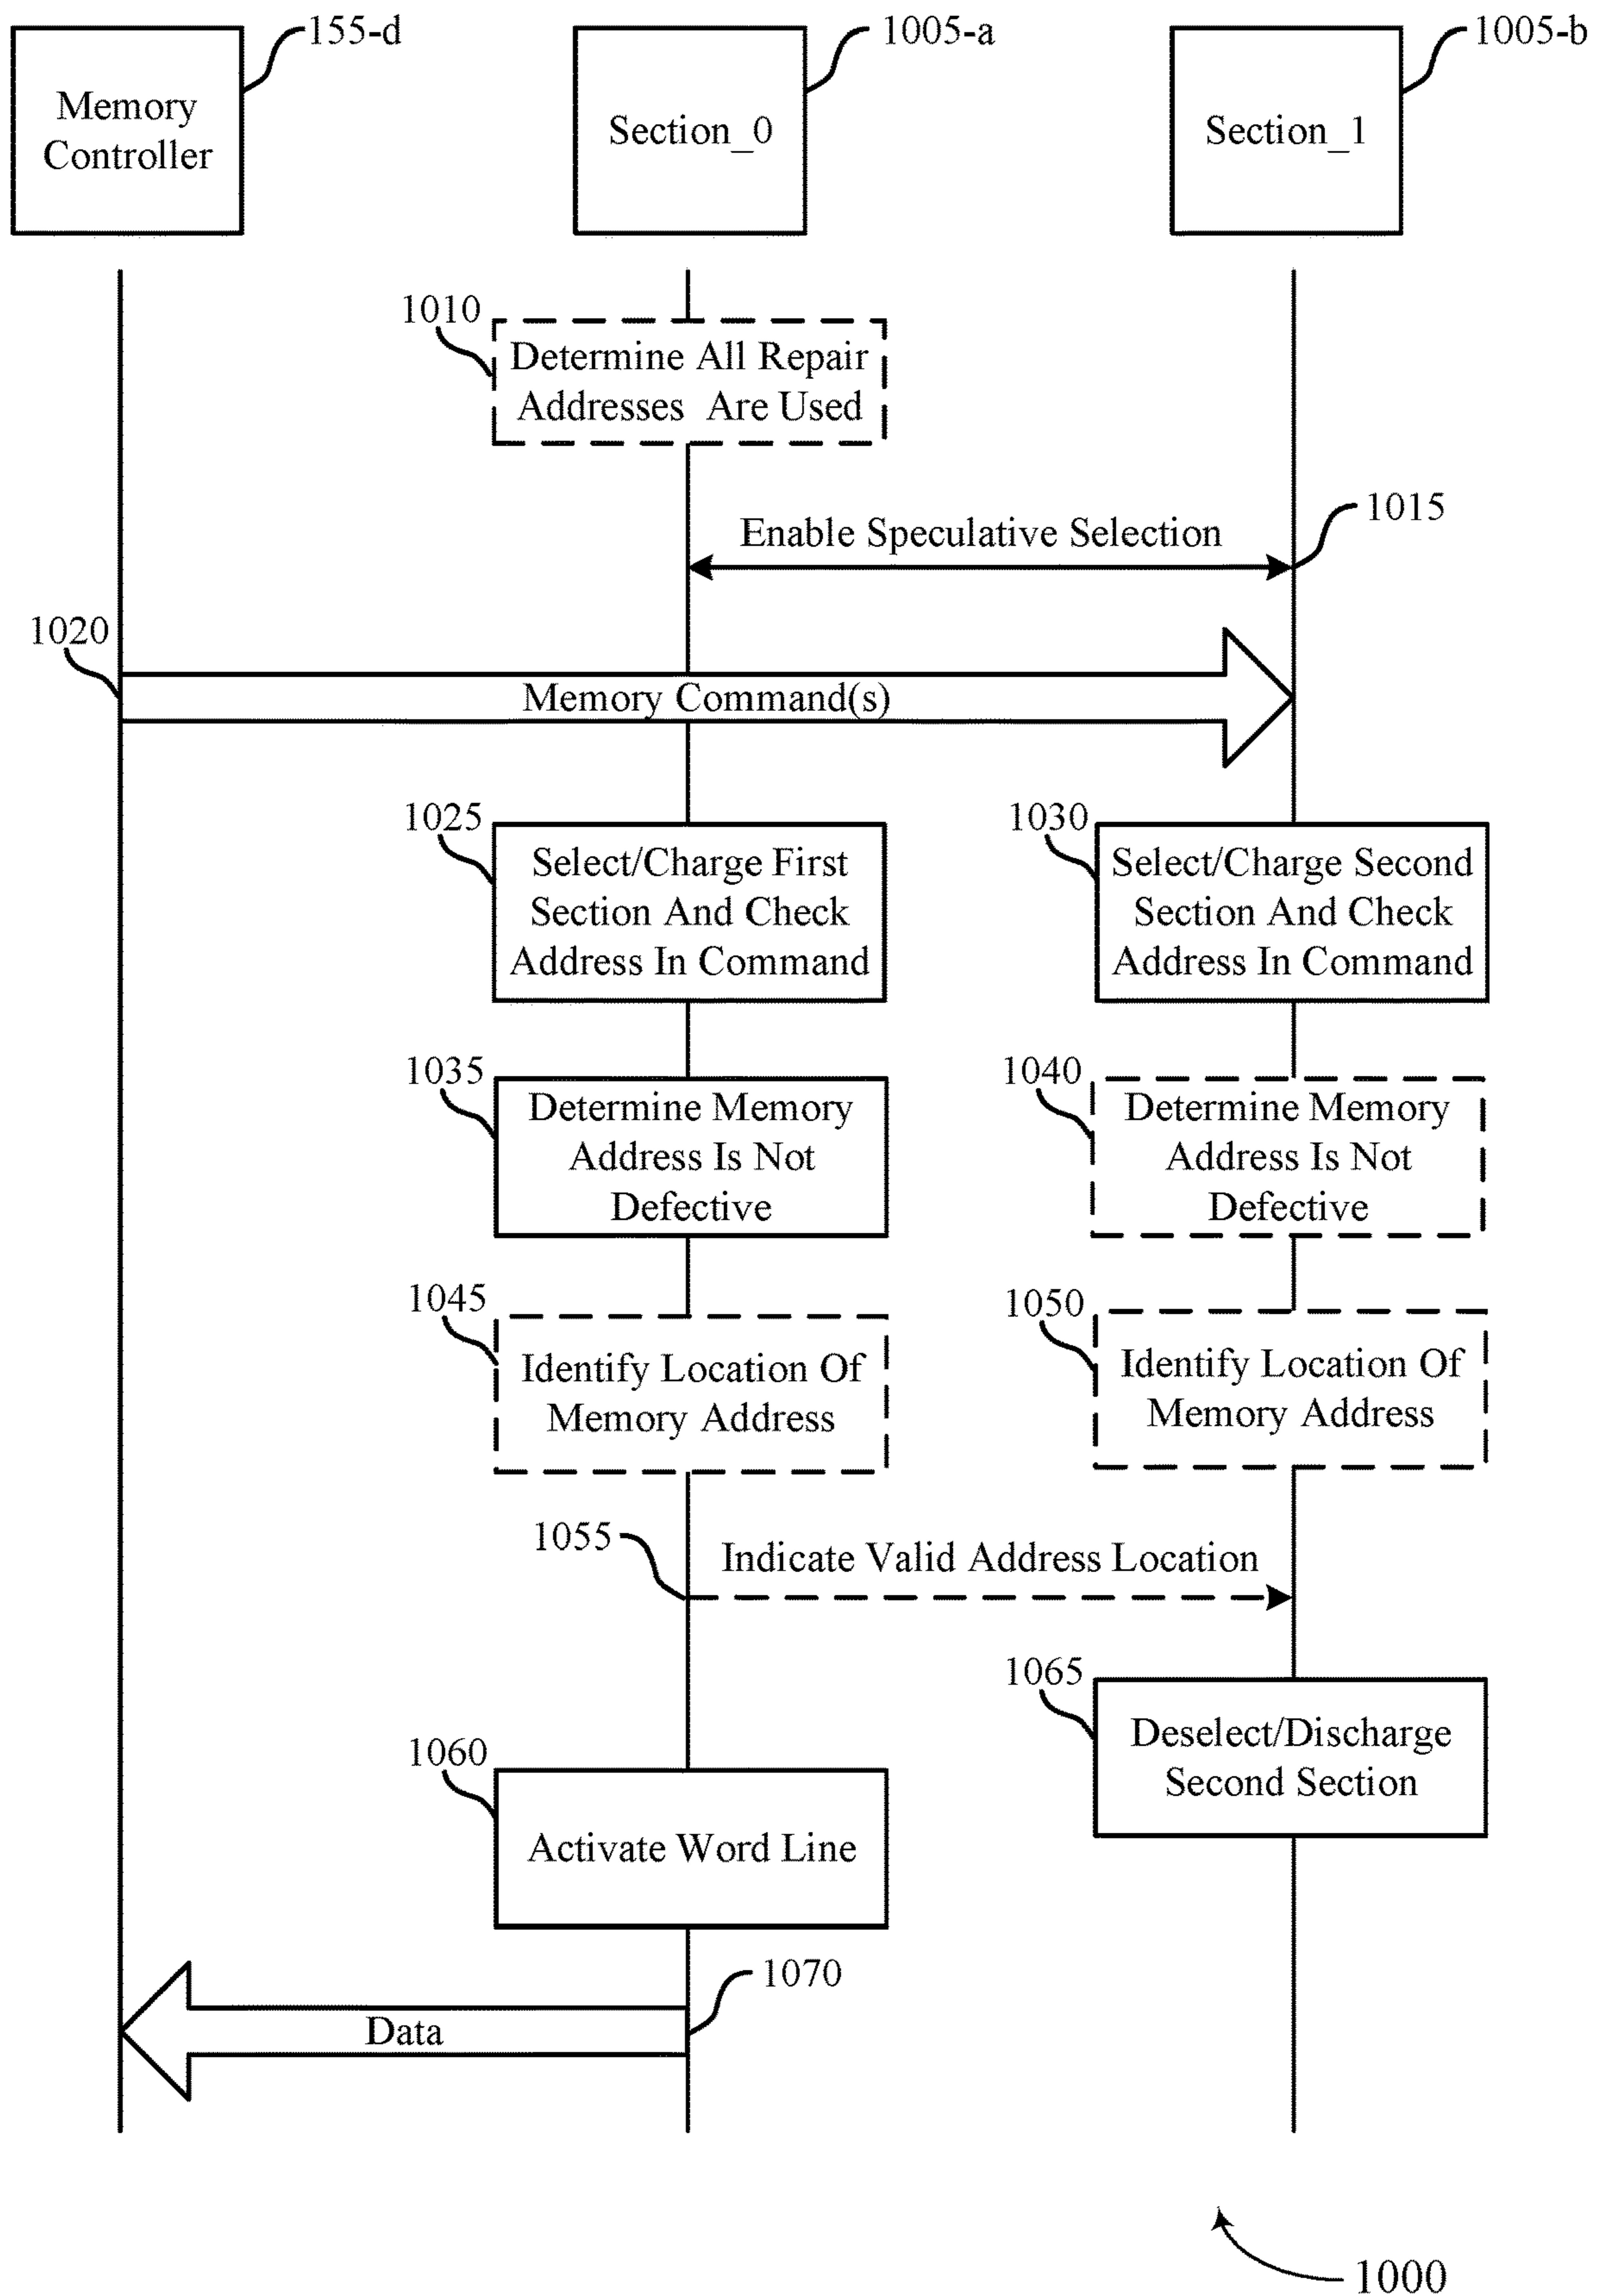 155-d
1005-a
1005-b
Memory
Controller
Section_0
Section_1
1010
Determine All Repair
Addresses Are Used
1015
Enable Speculative Selection
1020
Memory Command(s)
1025
Select/Charge First
Section And Check
Address In Command
1030
Select/Charge Second
Section And Check
Address In Command
1035
Determine Memory
Address Is Not
Defective
1040
Determine Memory
Address Is Not
Defective
1045
Identify Location Of
Memory Address
1050
Identify Location Of
Memory Address
1055
Indicate Valid Address Location
1065
Deselect/Discharge
Second Section
1060
Activate Word Line
1070
Data
1000